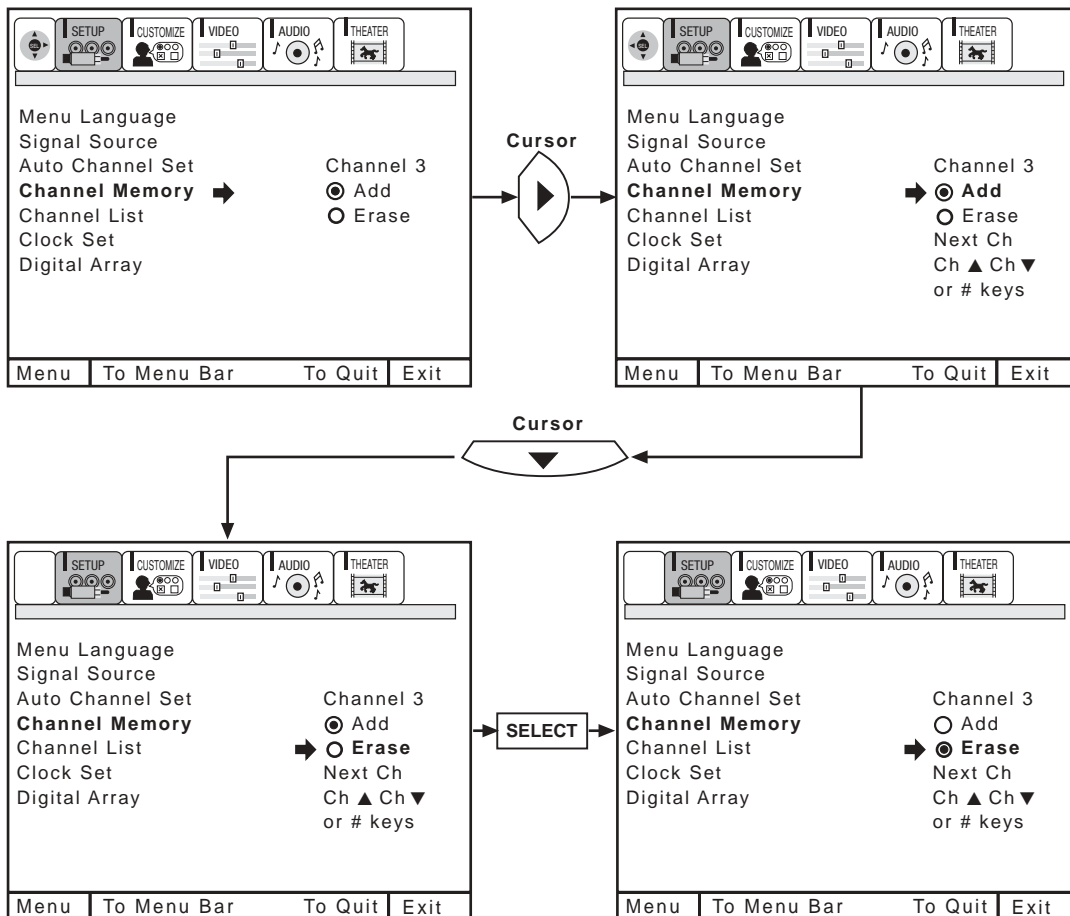 SEL SETUP CUSTOMIZE VIDEO AUDIO THEATER
Menu Language
Signal Source
Auto Channel Set Channel 3
Channel Memory Add
Channel List Erase
Clock Set
Digital Array
Menu To Menu Bar To Quit Exit
Cursor
SEL SETUP CUSTOMIZE VIDEO AUDIO THEATER
Menu Language
Signal Source
Auto Channel Set Channel 3
Channel Memory Add
Channel List Erase
Clock Set Next Ch
Digital Array Ch ▲ Ch ▼
or # keys
Menu To Menu Bar To Quit Exit
Cursor
SETUP CUSTOMIZE VIDEO AUDIO THEATER
Menu Language
Signal Source
Auto Channel Set Channel 3
Channel Memory Add
Channel List Erase
Clock Set Next Ch
Digital Array Ch ▲ Ch ▼
or # keys
Menu To Menu Bar To Quit Exit
SELECT
SETUP CUSTOMIZE VIDEO AUDIO THEATER
Menu Language
Signal Source
Auto Channel Set Channel 3
Channel Memory Add
Channel List Erase
Clock Set Next Ch
Digital Array Ch ▲ Ch ▼
or # keys
Menu To Menu Bar To Quit Exit